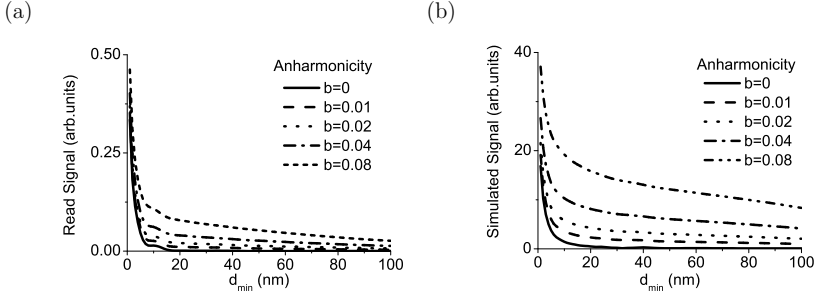 (a)
0.50
0.25
0.00
Read Signal (arb.units)
Anharmonicity
b=0
b=0.01
b=0.02
b=0.04
b=0.08
0 20 40 60 80 100
d_min (nm)
(b)
40
20
0
Simulated Signal (arb.units)
Anharmonicity
b=0
b=0.01
b=0.02
b=0.04
b=0.08
0 20 40 60 80 100
d_min (nm)